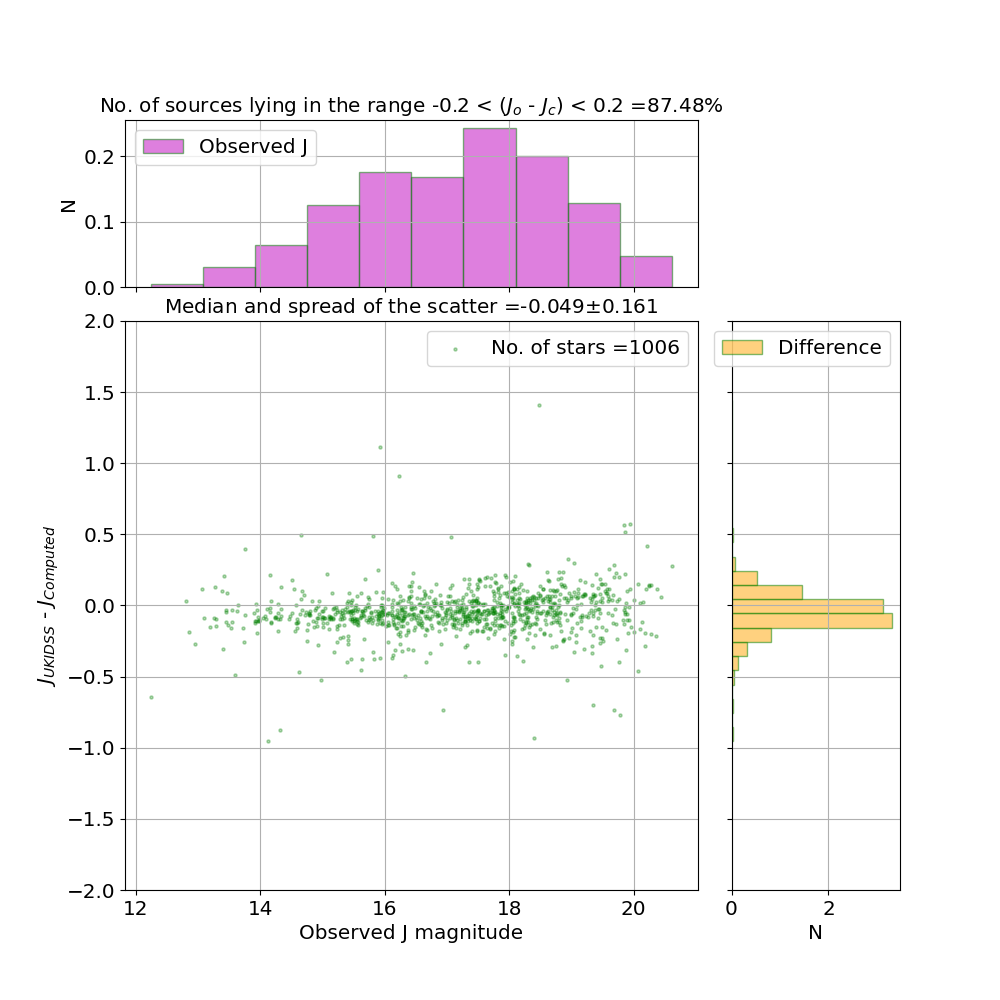 No. of sources lying in the range -0.2 < (J_o - J_c) < 0.2 =87.48%
Observed J
N
0.2
0.1
0.0
Median and spread of the scatter =-0.049±0.161
No. of stars =1006
Difference
J_UKIDSS - J_computed
2.0
1.5
1.0
0.5
0.0
−0.5
−1.0
−1.5
−2.0
12 14 16 18 20
0 2
Observed J magnitude
N